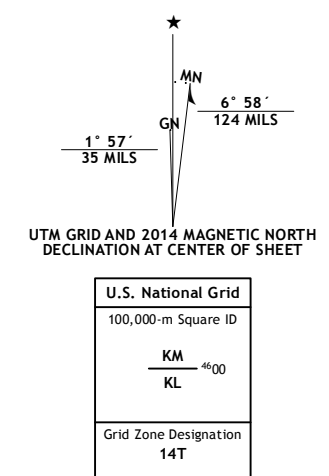 ★
MN
6° 58´
124 MILS
GN
1° 57´
35 MILS
UTM GRID AND 2014 MAGNETIC NORTH
DECLINATION AT CENTER OF SHEET
U.S. National Grid
100,000-m Square ID
KM
4600
KL
Grid Zone Designation
14T